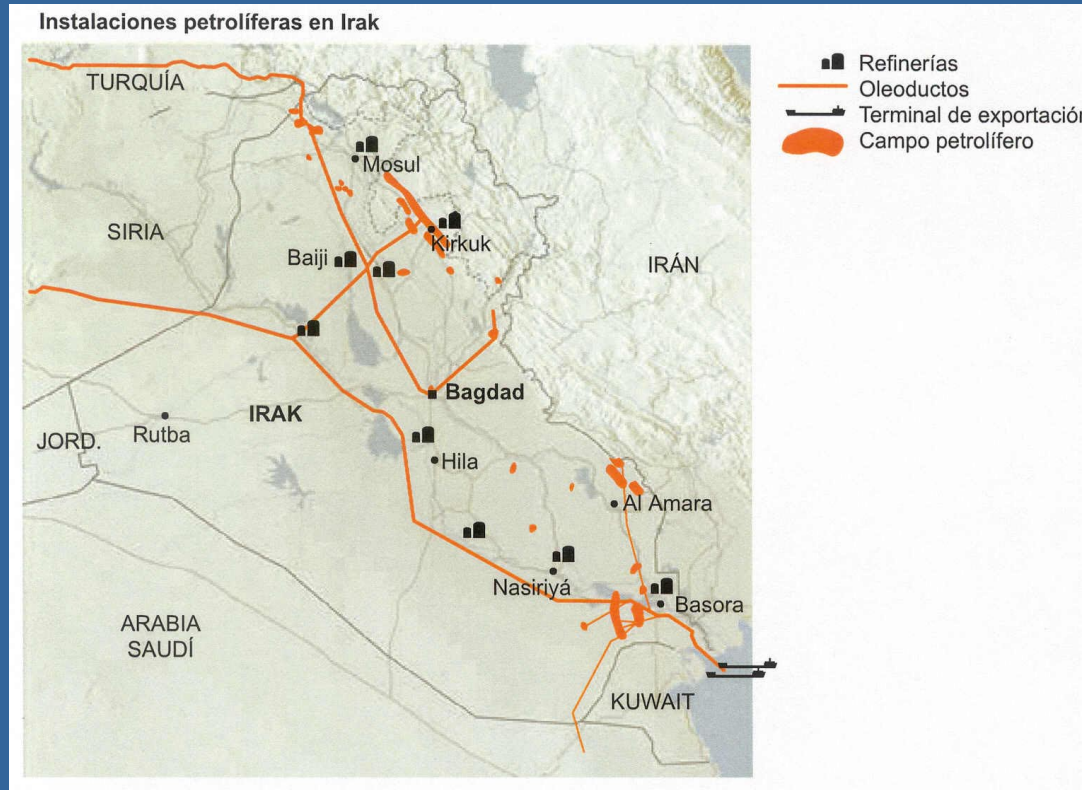 Instalaciones petrolíferas en Irak
Refinerías
Oleoductos
Terminal de exportación
Campo petrolífero
TURQUÍA
Mosul
SIRIA
Kirkuk
Baiji
IRÁN
Bagdad
IRAK
Rutba
JORD.
Hila
Al Amara
Nasiriyá
Basora
ARABIA
SAUDÍ
KUWAIT